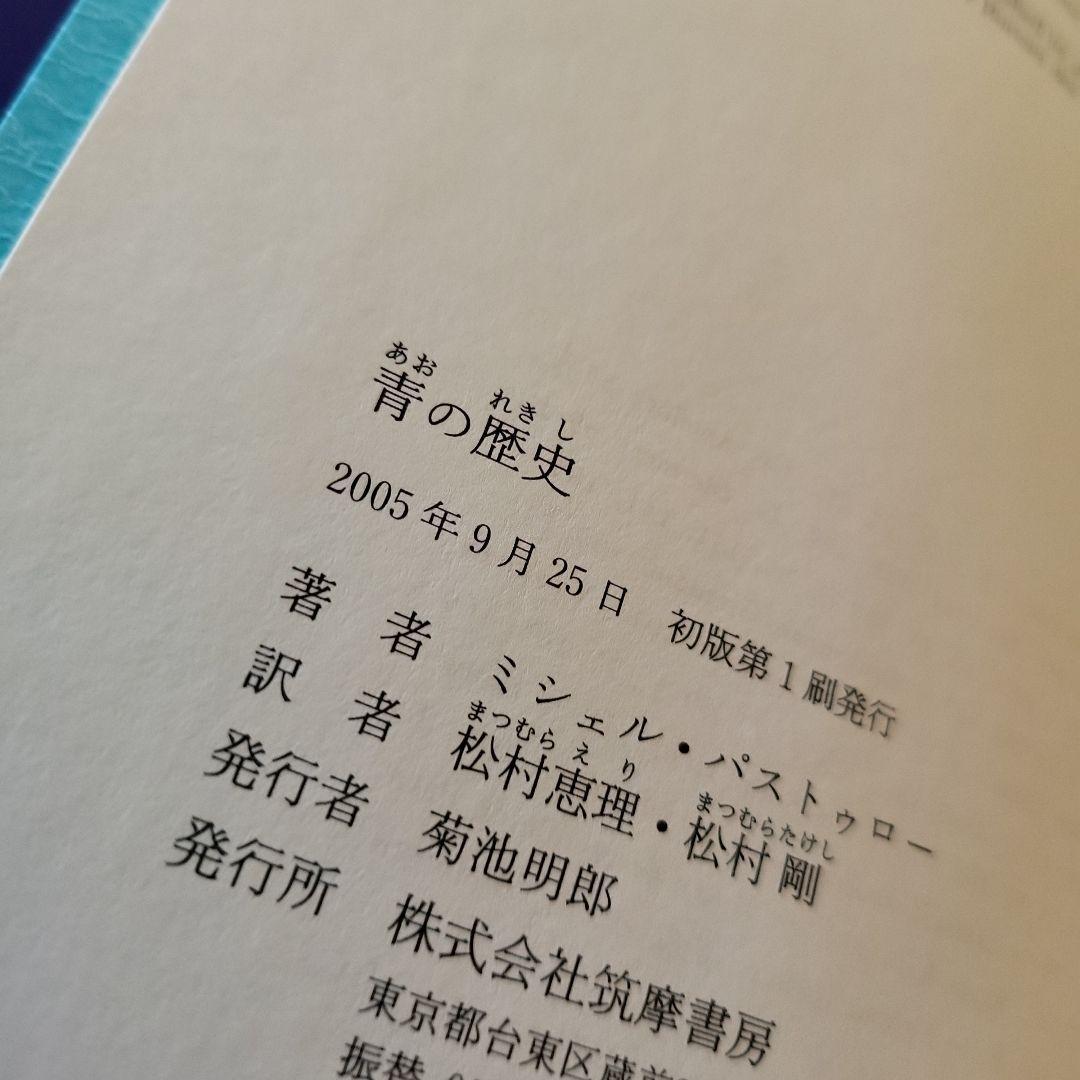 あお れきし
青の歴史
2005年9月25日 初版第1刷発行
著者 ミシェル・パストゥロー
まつむらえり まつむらたけし
訳者 松村恵理・松村剛
発行者 菊池明郎
発行所 株式会社筑摩書房
東京都台東区蔵前
振替